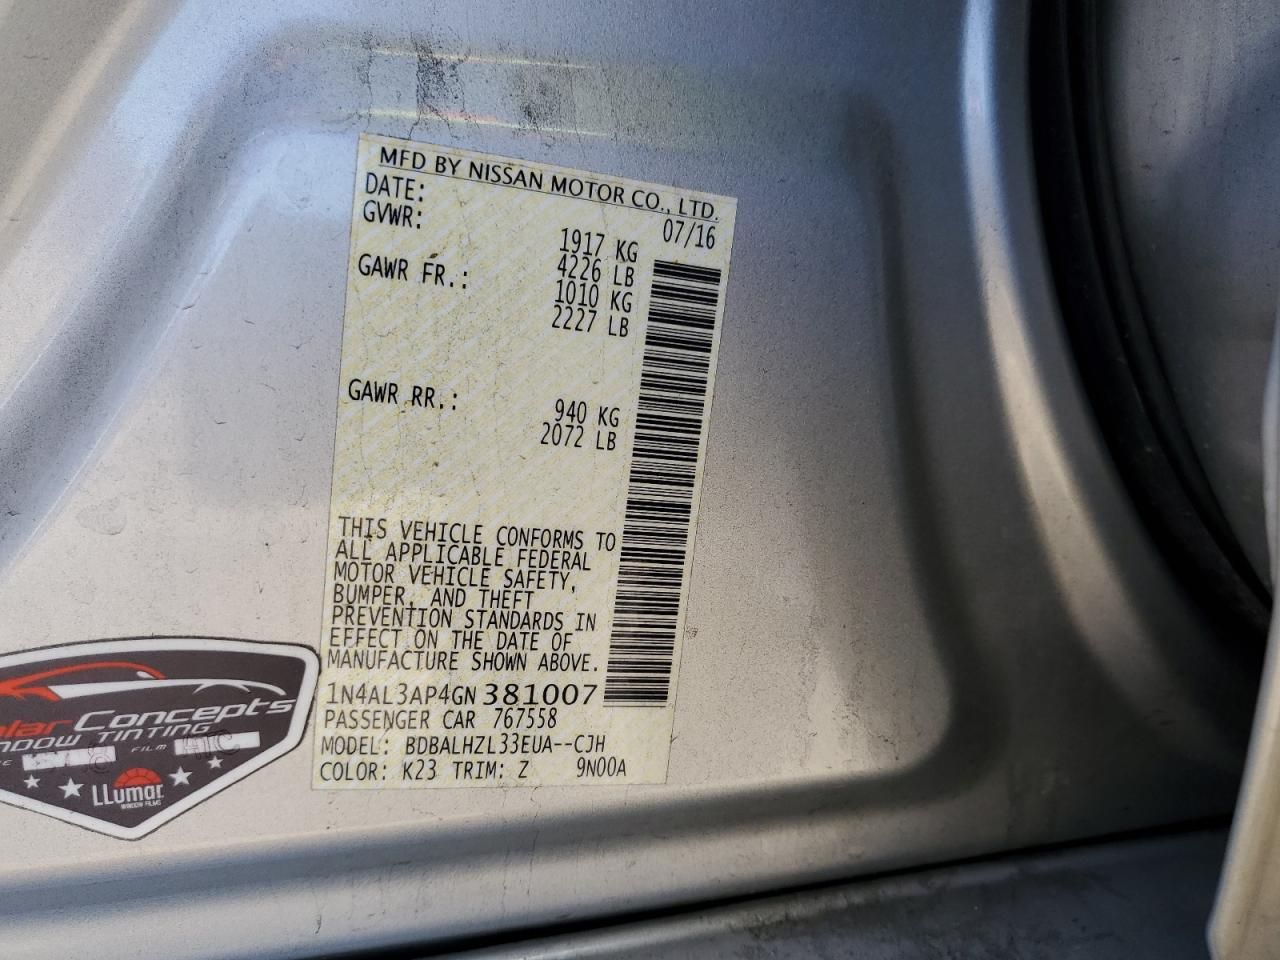 MFD BY NISSAN MOTOR CO., LTD.
DATE: 07/16
GVWR: 1917 KG
4226 LB
GAWR FR.: 1010 KG
2227 LB
GAWR RR.: 940 KG
2072 LB
THIS VEHICLE CONFORMS TO
ALL APPLICABLE FEDERAL
MOTOR VEHICLE SAFETY,
BUMPER, AND THEFT
PREVENTION STANDARDS IN
EFFECT ON THE DATE OF
MANUFACTURE SHOWN ABOVE.
1N4AL3AP4GN381007
PASSENGER CAR 767558
MODEL: BDBALHZL33EUA--CJH
COLOR: K23 TRIM: Z 9N00A
Concepts
TINTING
FILM
LLumar
WINDOW FILMS